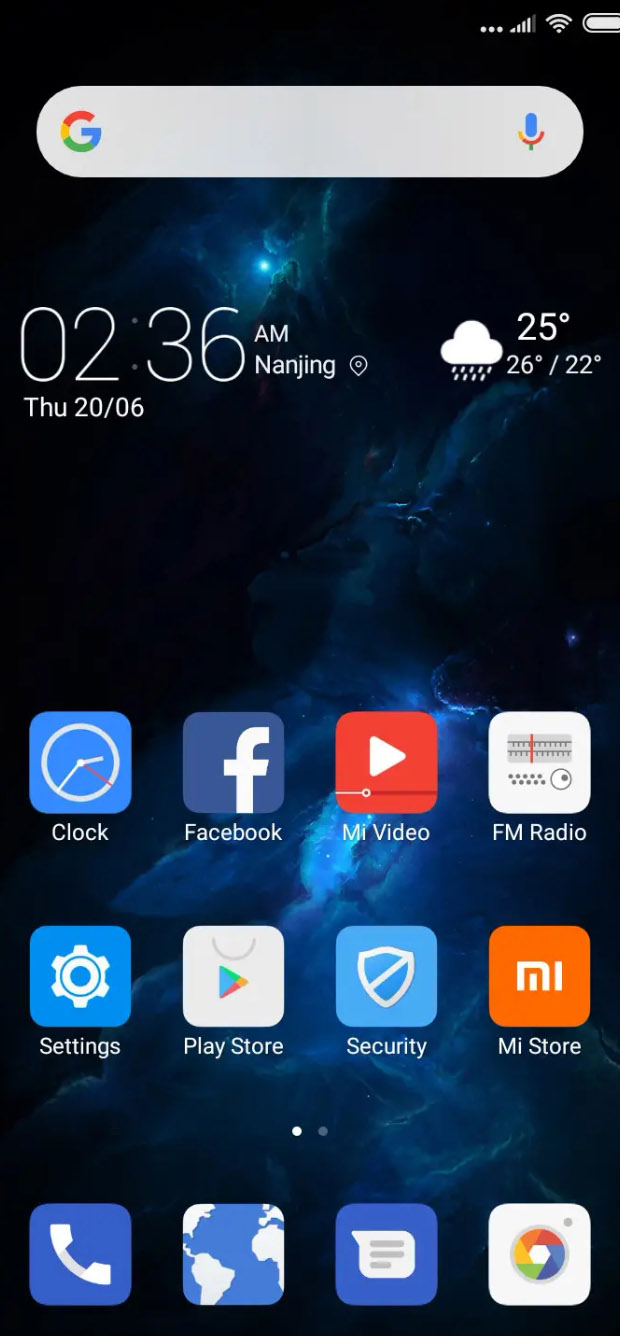 02:36
AM
Nanjing
Thu 20/06
25°
26° / 22°
Clock
Facebook
Mi Video
FM Radio
Settings
Play Store
Security
mi
Mi Store